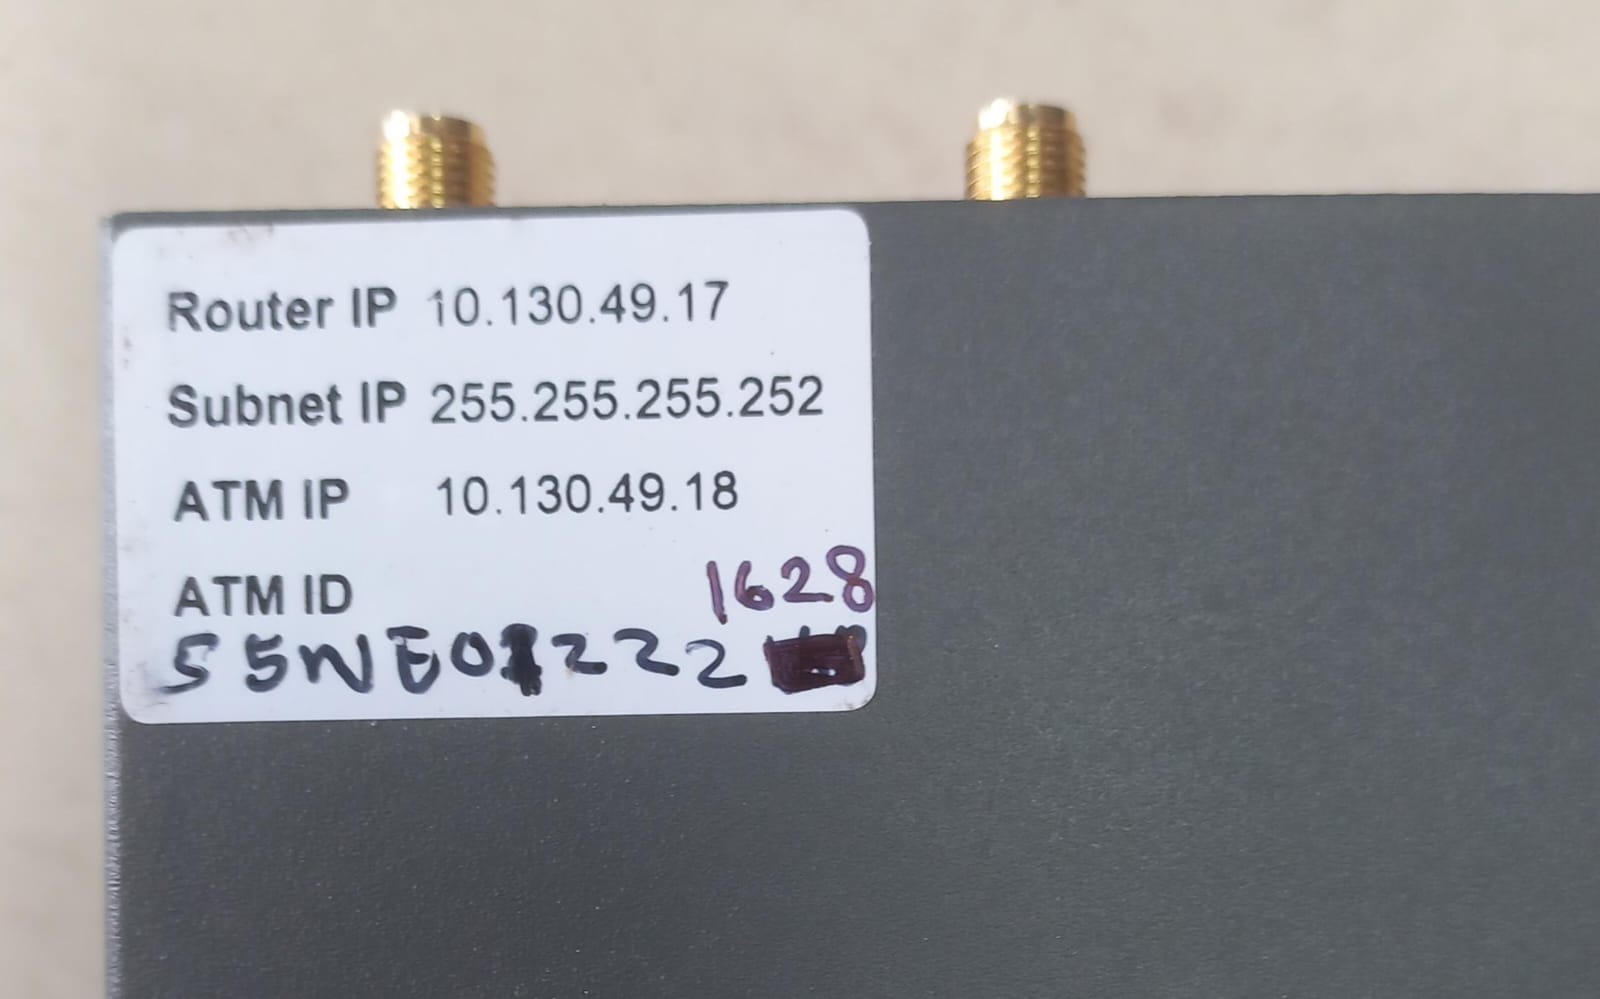 Router IP 10.130.49.17
Subnet IP 255.255.255.252
ATM IP 10.130.49.18
ATM ID 1628
S5NE01222